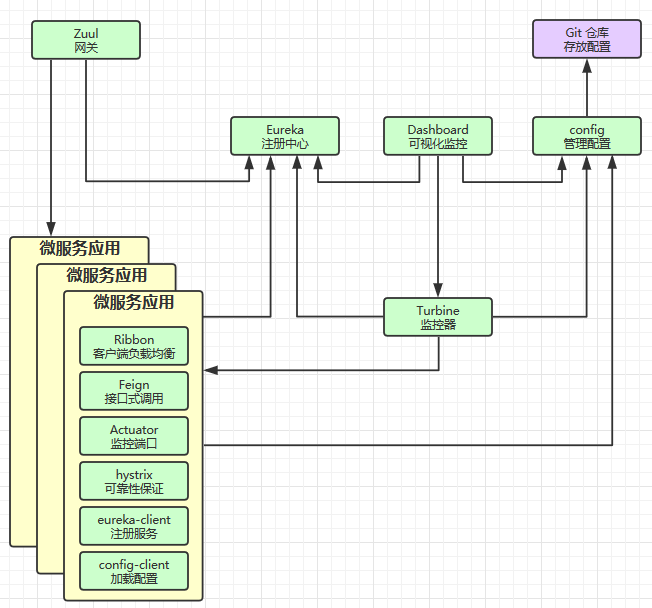 Zuul
网关
Git 仓库
存放配置
Eureka
注册中心
Dashboard
可视化监控
config
管理配置
微服务应用
微服务应用
微服务应用
Turbine
监控器
Ribbon
客户端负载均衡
Feign
接口式调用
Actuator
监控端口
hystrix
可靠性保证
eureka-client
注册服务
config-client
加载配置